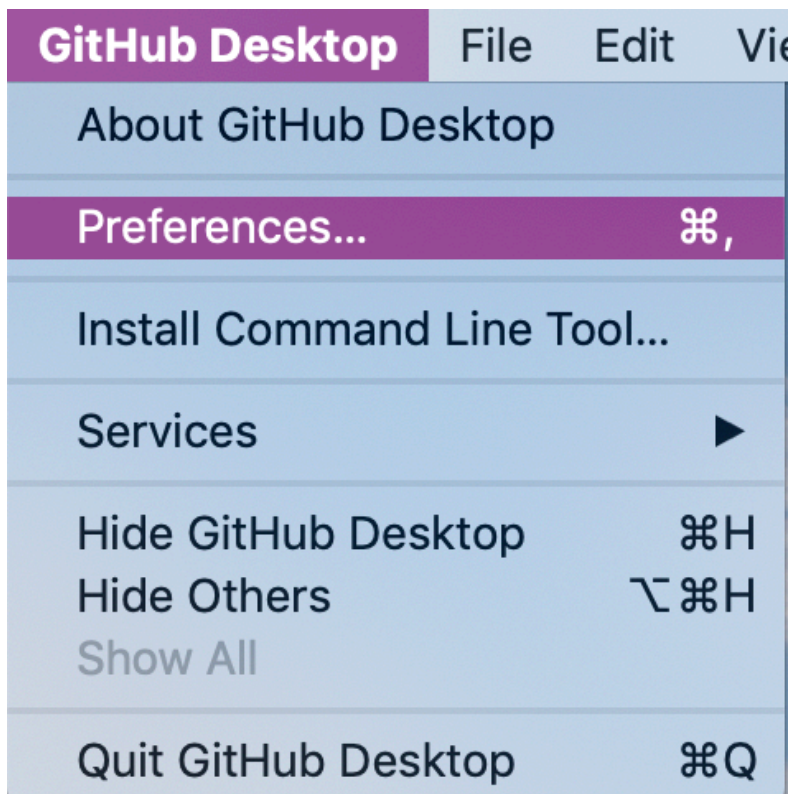 GitHub Desktop File Edit
About GitHub Desktop
Preferences... ⌘,
Install Command Line Tool...
Services ▶
Hide GitHub Desktop ⌘H
Hide Others ⌥⌘H
Show All
Quit GitHub Desktop ⌘Q